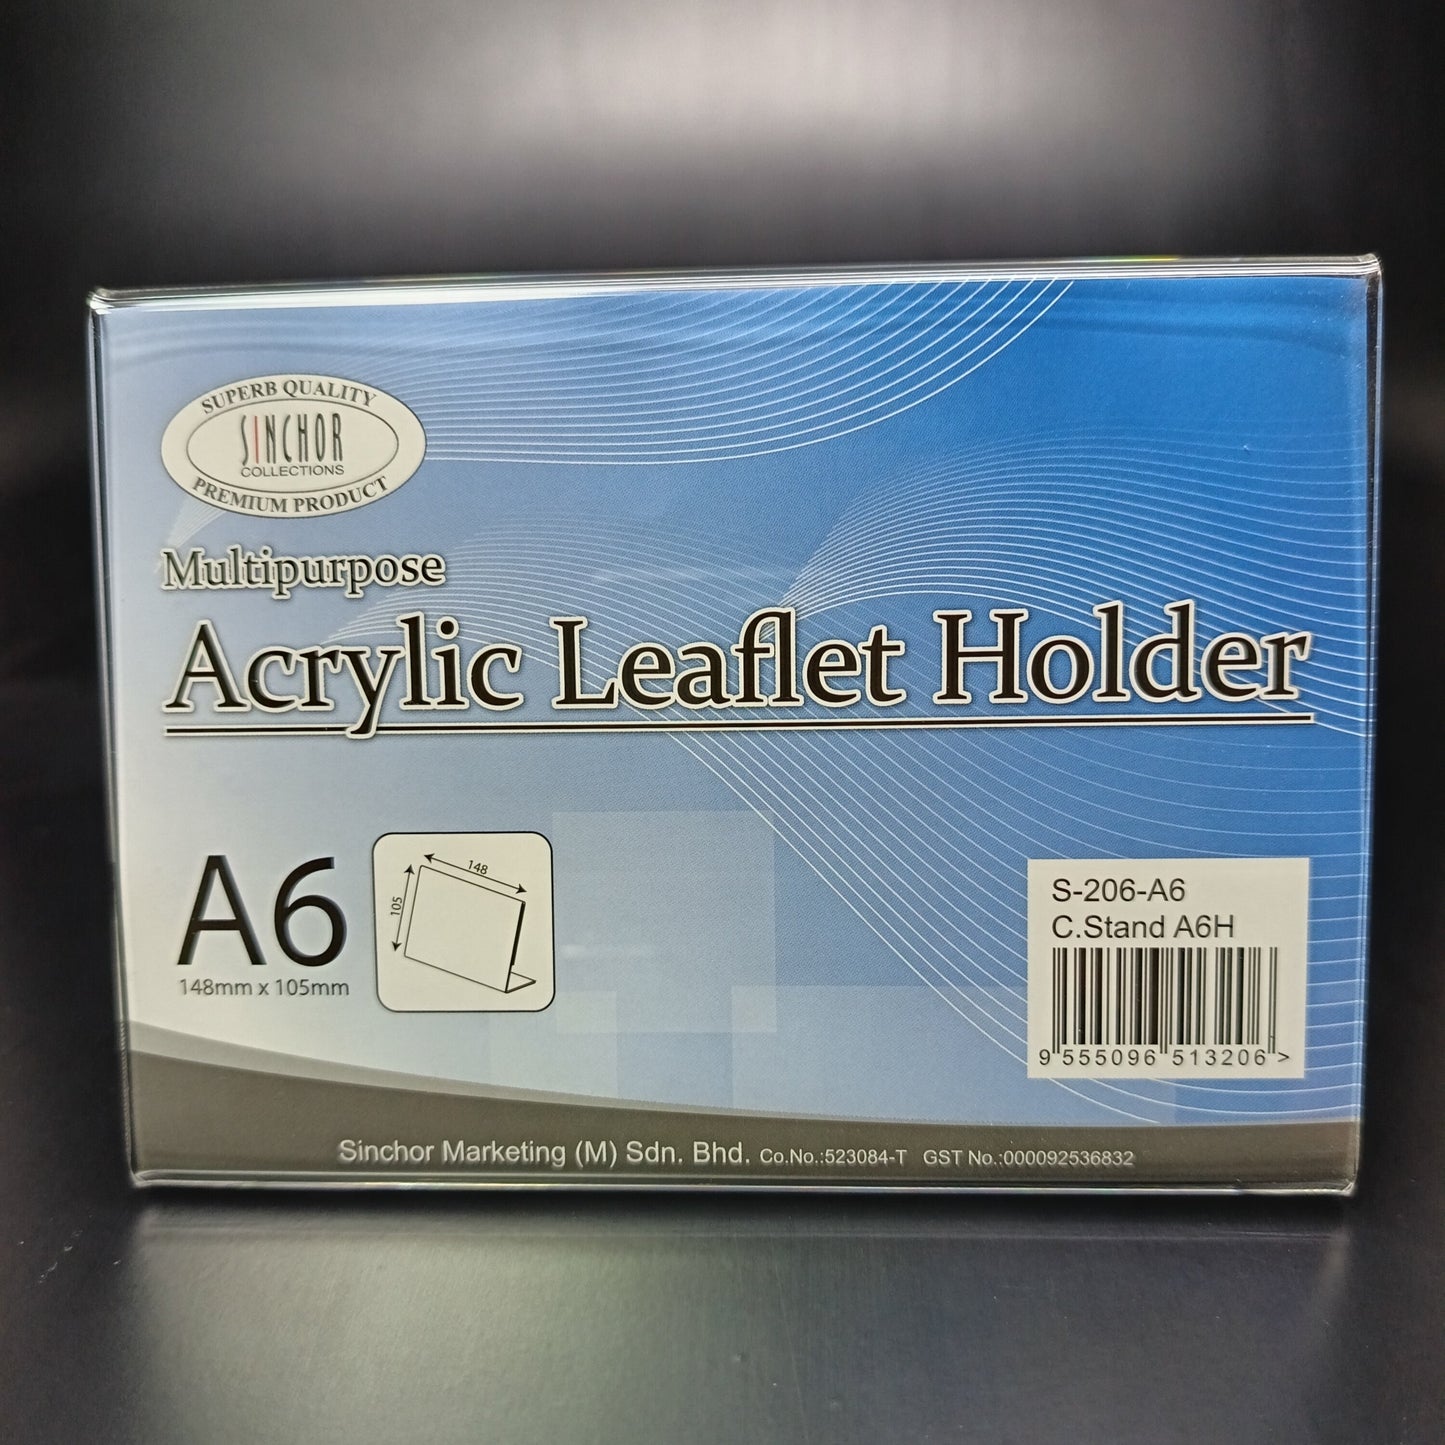 SUPERB QUALITY
SINCHOR
COLLECTIONS
PREMIUM PRODUCT
Multipurpose
Acrylic Leaflet Holder
A6
148mm x 105mm
148
105
S-206-A6
C.Stand A6H
9 555096 513206 >
Sinchor Marketing (M) Sdn. Bhd. Co.No.:523084-T GST No.:000092536832